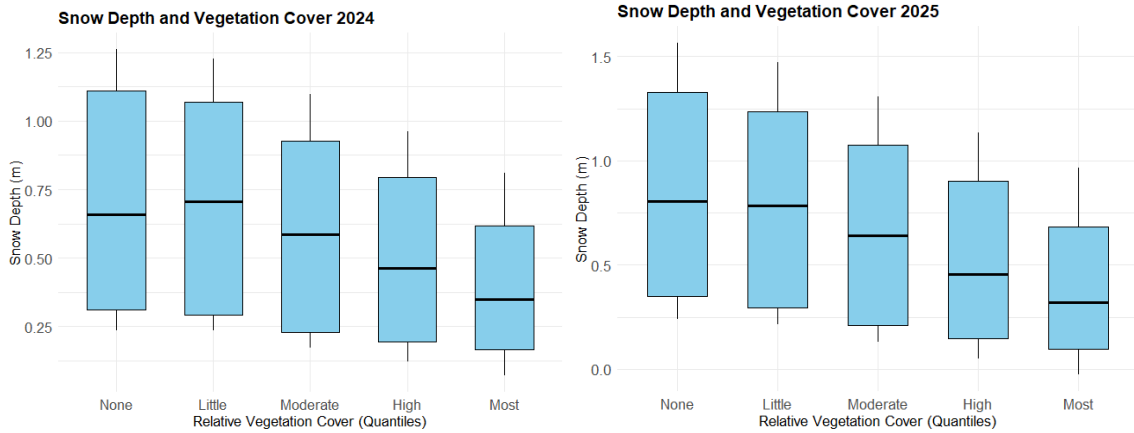 Snow Depth and Vegetation Cover 2024
Snow Depth (m)
1.25
1.00
0.75
0.50
0.25
None Little Moderate High Most
Relative Vegetation Cover (Quantiles)
Snow Depth and Vegetation Cover 2025
Snow Depth (m)
1.5
1.0
0.5
0.0
None Little Moderate High Most
Relative Vegetation Cover (Quantiles)